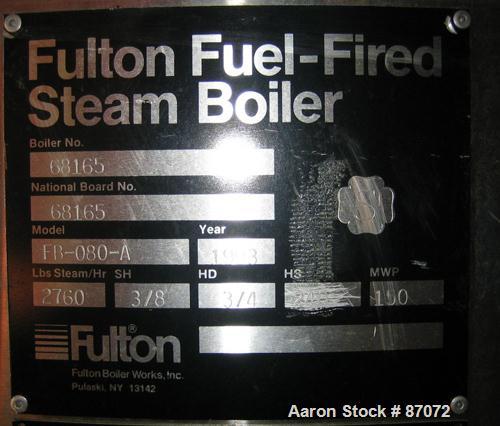 Fulton Fuel-Fired
Steam Boiler
Boiler No.
68165
National Board No.
68165
Model Year
FB-080-A
Lbs Steam/Hr SH HD HS MWP
2760 3/8 3/4 150
Fulton®
Fulton Boiler Works, Inc.
Pulaski, NY 13142
Aaron Stock # 87072